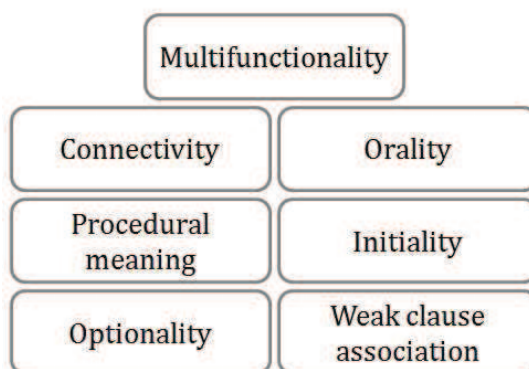 Multifunctionality
Connectivity
Orality
Procedural
meaning
Initiality
Optionality
Weak clause
association